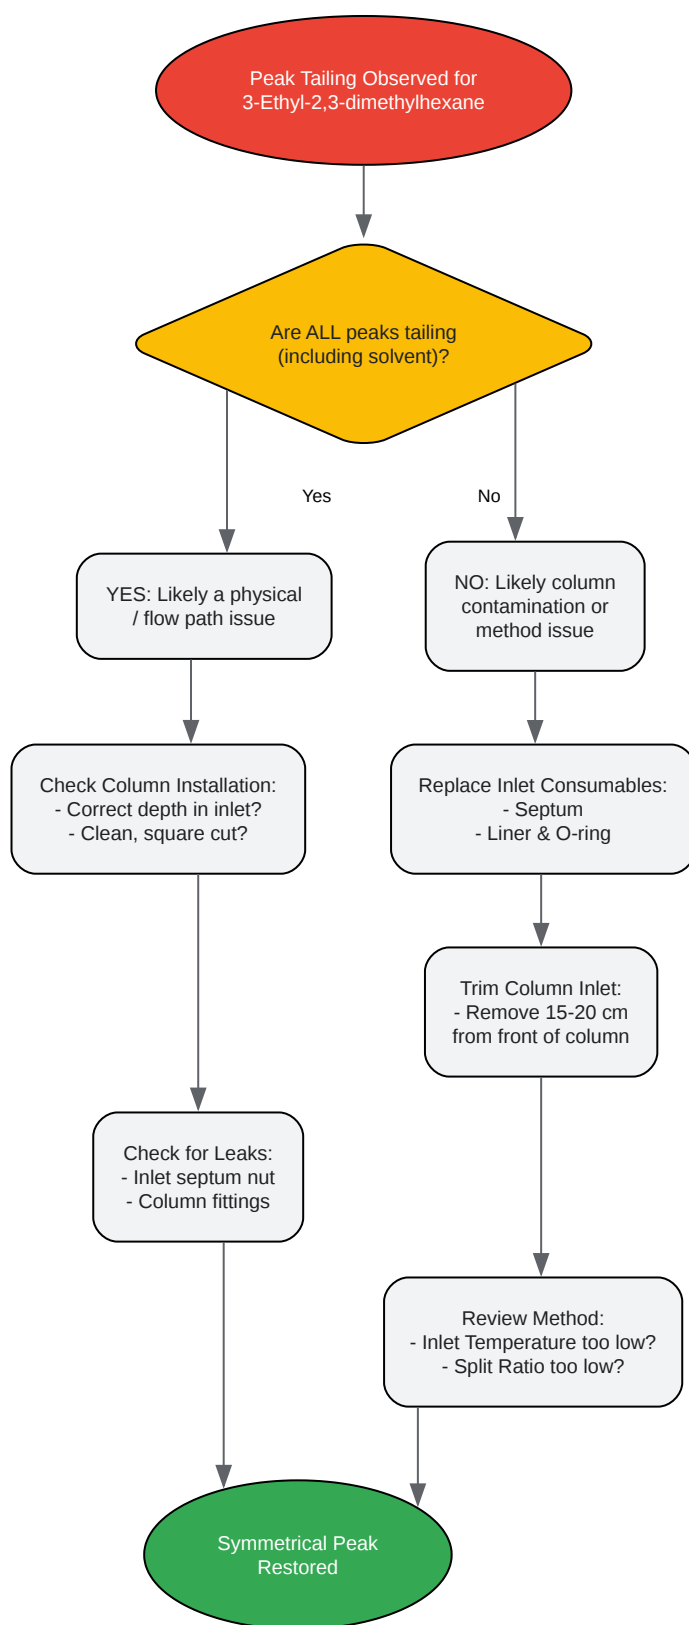 Peak Tailing Observed for
3-Ethyl-2,3-dimethylhexane
Are ALL peaks tailing
(including solvent)?
Yes
No
YES: Likely a physical
/ flow path issue
NO: Likely column
contamination or
method issue
Check Column Installation:
- Correct depth in inlet?
- Clean, square cut?
Replace Inlet Consumables:
- Septum
- Liner & O-ring
Trim Column Inlet:
- Remove 15-20 cm
from front of column
Check for Leaks:
- Inlet septum nut
- Column fittings
Review Method:
- Inlet Temperature too low?
- Split Ratio too low?
Symmetrical Peak
Restored